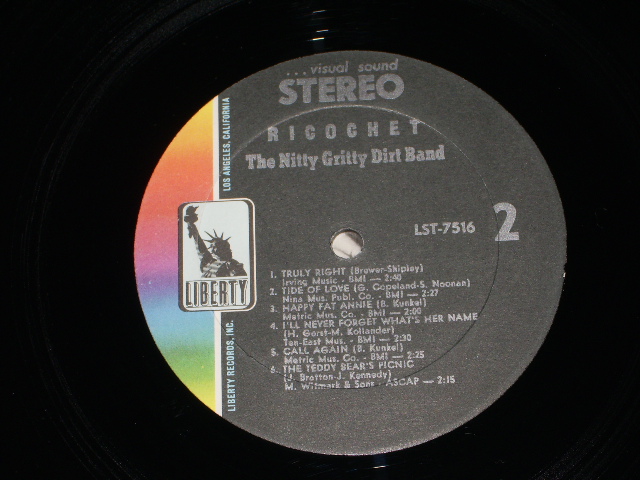 ...visual sound
STEREO
RICOCHET
The Nitty Gritty Dirt Band
LST-7516
2
1. TRULY RIGHT (Brewer-Shipley)
Irving Music - BMI — 2:40
2. TIDE OF LOVE (G. Copeland-S. Noonan)
Nina Mus. Publ. Co. - BMI — 2:27
3. HAPPY FAT ANNIE (B. Kunkel)
Metric Mus. Co. - BMI — 2:00
4. I'LL NEVER FORGET WHAT'S HER NAME
(H. Gorst-M. Kollander)
Ten-East Mus. - BMI — 2:30
5. CALL AGAIN (B. Kunkel)
Metric Mus. Co. - BMI — 2:25
6. THE TEDDY BEAR'S PICNIC
(J. Bratton-J. Kennedy)
M. Witmark & Sons - ASCAP — 2:15
LIBERTY
LIBERTY RECORDS, INC.
LOS ANGELES, CALIFORNIA